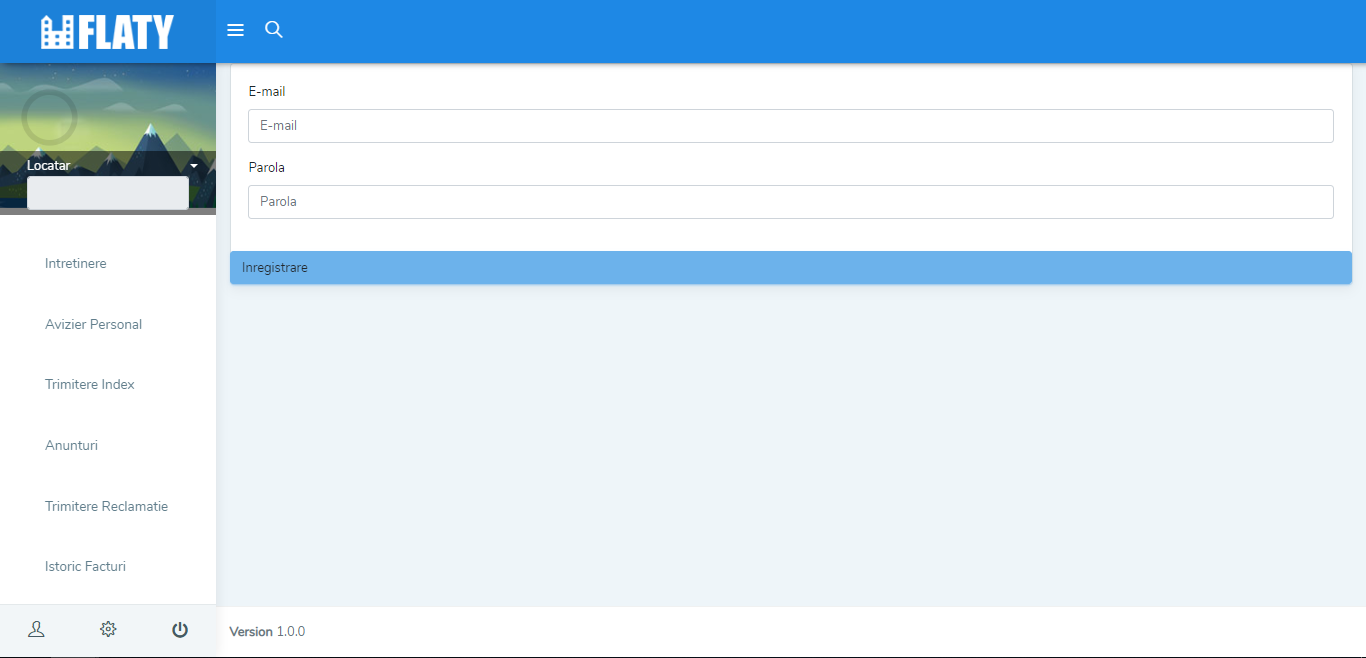 FLATY
Locatar
Intretinere
Avizier Personal
Trimitere Index
Anunturi
Trimitere Reclamatie
Istoric Facturi
E-mail
E-mail
Parola
Parola
Inregistrare
Version 1.0.0